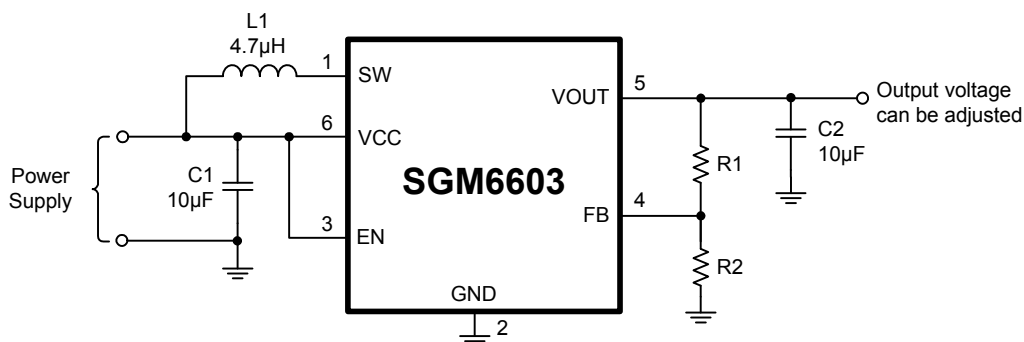 L1
4.7μH
1
SW
VOUT
5
Output voltage
can be adjusted
6
VCC
C2
10μF
Power
Supply
C1
10μF
SGM6603
R1
FB
4
3
EN
R2
GND
2